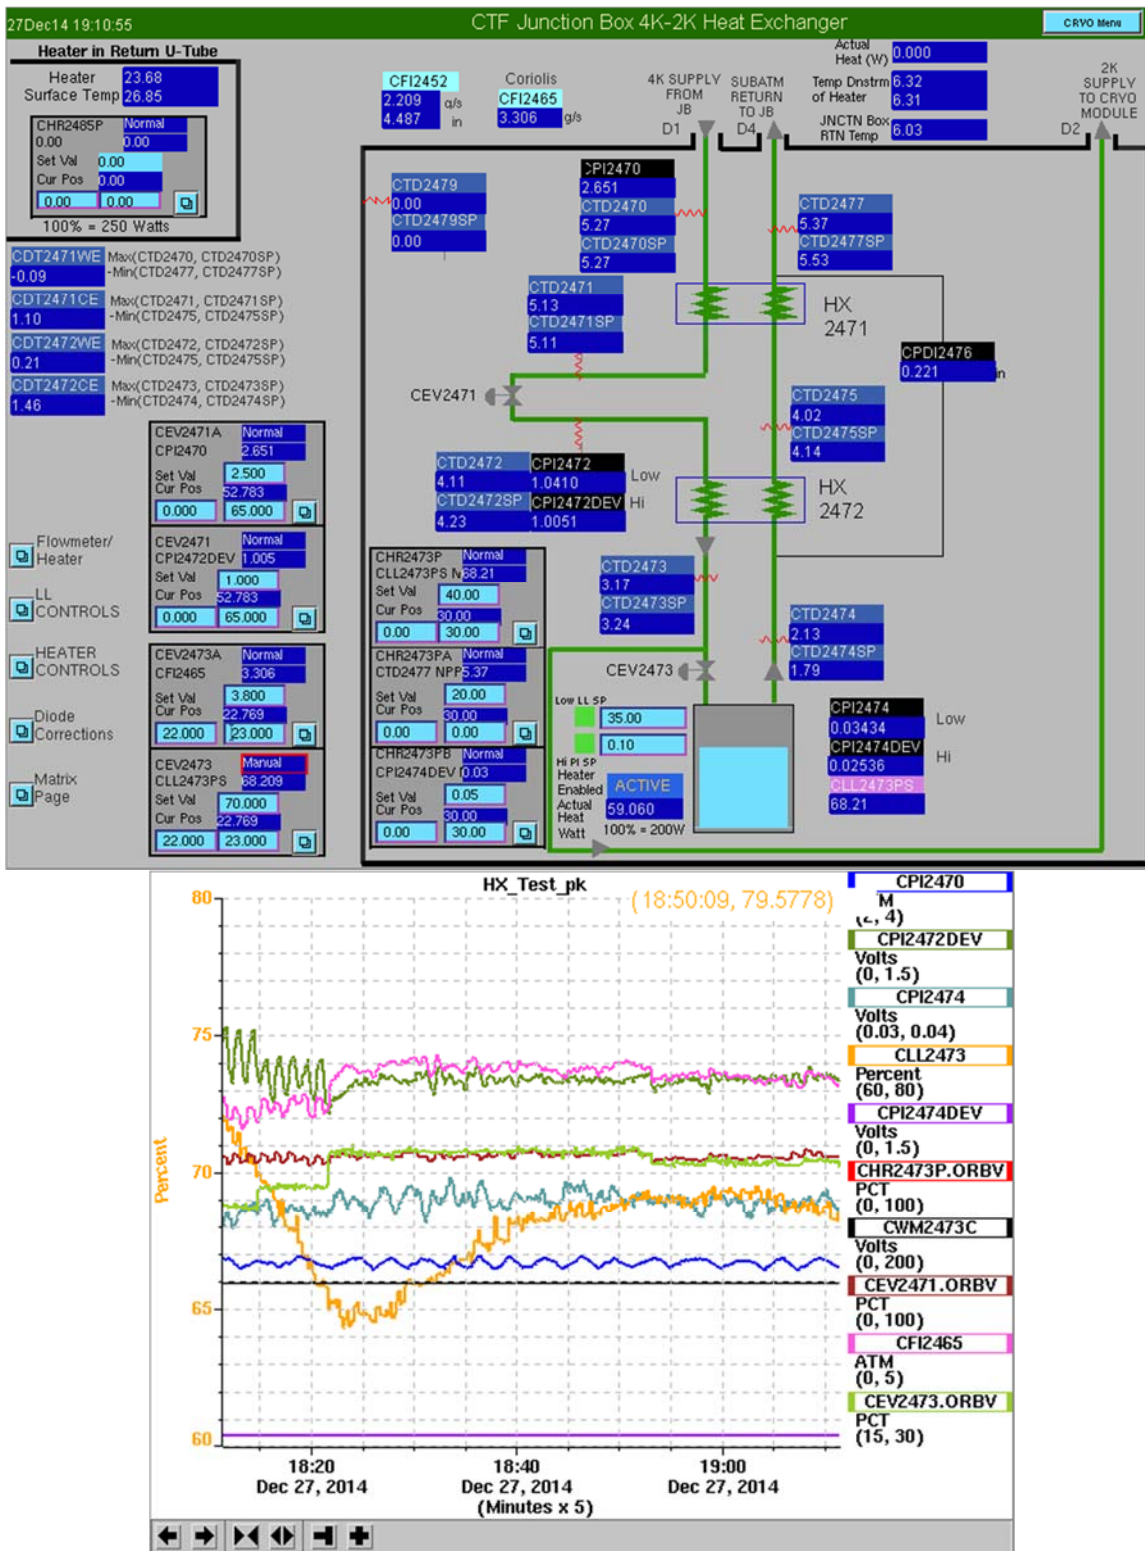 27Dec14 19:10:55
CTF Junction Box 4K-2K Heat Exchanger
CRYO Menu
Heater in Return U-Tube
Heater 23.68
Surface Temp 26.85
CHR2485P Normal
0.00 0.00
Set Val 0.00
Cur Pos 0.00
0.00 0.00
100% = 250 Watts
CFI2452
2.209 g/s
4.487 in
Coriolis
CFI2465
3.306 g/s
4K SUPPLY
FROM
JB
D1
SUBATM
RETURN
TO JB
D4
Actual
Heat (W) 0.000
Temp Dnstrm 6.32
of Heater 6.31
JNCTN Box
RTN Temp 6.03
2K
SUPPLY
TO CRYO
MODULE
D2
CDT2471WE Max(CTD2470, CTD2470SP)
-0.09 -Min(CTD2477, CTD2477SP)
CDT2471CE Max(CTD2471, CTD2471SP)
1.10 -Min(CTD2475, CTD2475SP)
CDT2472WE Max(CTD2472, CTD2472SP)
0.21 -Min(CTD2475, CTD2475SP)
CDT2472CE Max(CTD2473, CTD2473SP)
1.46 -Min(CTD2474, CTD2474SP)
CTD2479
0.00
CTD2479SP
0.00
CPI2470
2.651
CTD2470
5.27
CTD2470SP
5.27
CTD2477
5.37
CTD2477SP
5.53
CTD2471
5.13
CTD2471SP
5.11
HX
2471
CPDI2476
0.221 in
CEV2471
CTD2475
4.02
CTD2475SP
4.14
CTD2472 CPI2472
4.11 1.0410 Low
CTD2472SP CPI2472DEV Hi
4.23 1.0051
HX
2472
CEV2471A Normal
CPI2470 2.651
Set Val 2.500
Cur Pos 52.783
0.000 65.000
CEV2471 Normal
CPI2472DEV 1.005
Set Val 1.000
Cur Pos 52.783
0.000 65.000
CEV2473A Normal
CFI2465 3.306
Set Val 3.800
Cur Pos 22.769
22.000 23.000
CEV2473 Manual
CLL2473PS 68.209
Set Val 70.000
Cur Pos 22.769
22.000 23.000
Flowmeter/
Heater
LL
CONTROLS
HEATER
CONTROLS
Diode
Corrections
Matrix
Page
CHR2473P Normal
CLL2473PS N 68.21
Set Val 40.00
Cur Pos 30.00
0.00 30.00
CHR2473PA Normal
CTD2477 NPP 5.37
Set Val 20.00
Cur Pos 30.00
0.00 0.00
CHR2473PB Normal
CPI2474DEV 0.03
Set Val 0.05
Cur Pos 30.00
0.00 30.00
CTD2473
3.17
CTD2473SP
3.24
CEV2473
CTD2474
2.13
CTD2474SP
1.79
Low LL SP
35.00
0.10
Hi PI SP
Heater
Enabled ACTIVE
Actual
Heat 59.060
Watt 100% = 200W
CPI2474
0.03434 Low
CPI2474DEV
0.02536 Hi
CLL2473PS
68.21
HX_Test_pk
(18:50:09, 79.5778)
80
75
70
65
60
Percent
18:20 18:40 19:00
Dec 27, 2014 Dec 27, 2014 Dec 27, 2014
(Minutes x 5)
CPI2470
CPI2472DEV
Volts
(0, 1.5)
CPI2474
Volts
(0.03, 0.04)
CLL2473
Percent
(60, 80)
CPI2474DEV
Volts
(0, 1.5)
CHR2473P.ORBV
PCT
(0, 100)
CWM2473C
Volts
(0, 200)
CEV2471.ORBV
PCT
(0, 100)
CFI2465
ATM
(0, 5)
CEV2473.ORBV
PCT
(15, 30)